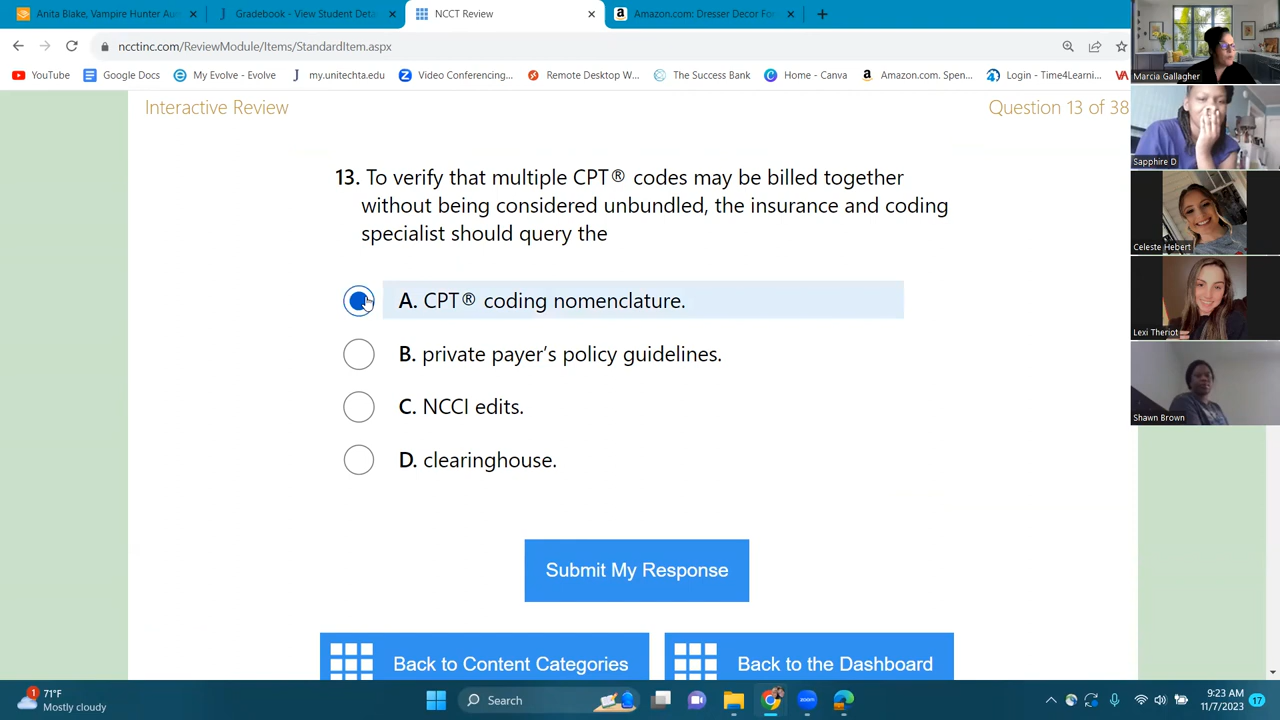 Anita Blake, Vampire Hunter Au
Gradebook - View Student Deta
NCCT Review
Amazon.com: Dresser Decor For
ncctinc.com/ReviewModule/Items/StandardItem.aspx
YouTube
Google Docs
My Evolve - Evolve
my.unitechta.edu
Video Conferencing...
Remote Desktop W...
The Success Bank
Home - Canva
Amazon.com. Spen...
Login - Time4Learni...
VA
Interactive Review
Question 13 of 38
13. To verify that multiple CPT® codes may be billed together
without being considered unbundled, the insurance and coding
specialist should query the
A. CPT® coding nomenclature.
B. private payer's policy guidelines.
C. NCCI edits.
D. clearinghouse.
Submit My Response
Back to Content Categories
Back to the Dashboard
Marcia Gallagher
Sapphire D
Celeste Hebert
Lexi Theriot
Shawn Brown
1
71°F
Mostly cloudy
Search
zoom
9:23 AM
11/7/2023
17